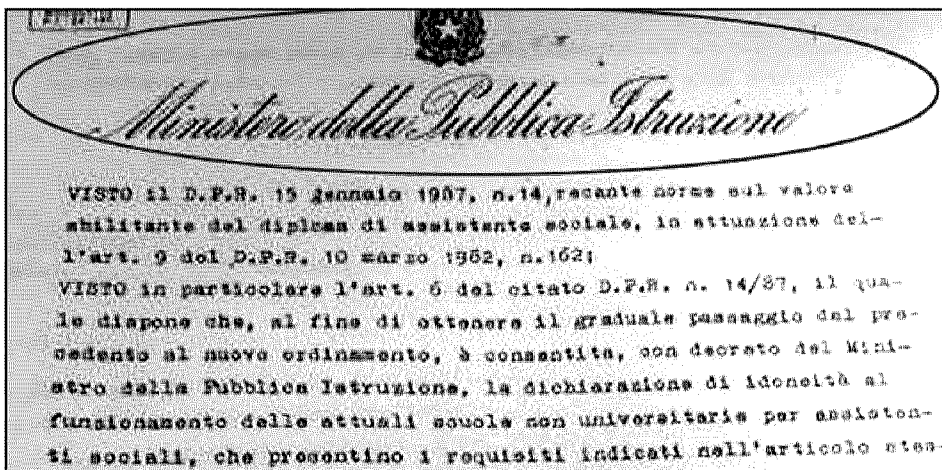 Ministero della Pubblica Istruzione
VISTO il D.P.R. 15 gennaio 1987, n.14, recante norme sul valore
abilitante del diploma di assistente sociale, in attuazione del-
l'art. 9 del D.P.R. 10 marzo 1982, n.162;
VISTO in particolare l'art. 6 del citato D.P.R. n. 14/87, il qua-
le dispone che, al fine di ottenere il graduale passaggio dal pre-
cedente al nuovo ordinamento, è consentita, con decreto del Mini-
stro della Pubblica Istruzione, la dichiarazione di idoneità al
funzionamento delle attuali scuole non universitarie per assisten-
ti sociali, che presentino i requisiti indicati nell'articolo stes-